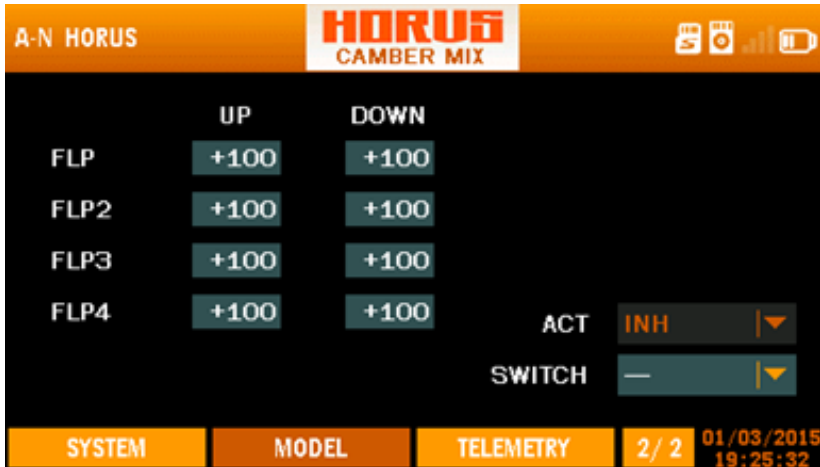 A-N HORUS
HORUS
CAMBER MIX
UP DOWN
FLP +100 +100
FLP2 +100 +100
FLP3 +100 +100
FLP4 +100 +100
ACT INH
SWITCH —
SYSTEM MODEL TELEMETRY 2/ 2 01/03/2015
19:25:32